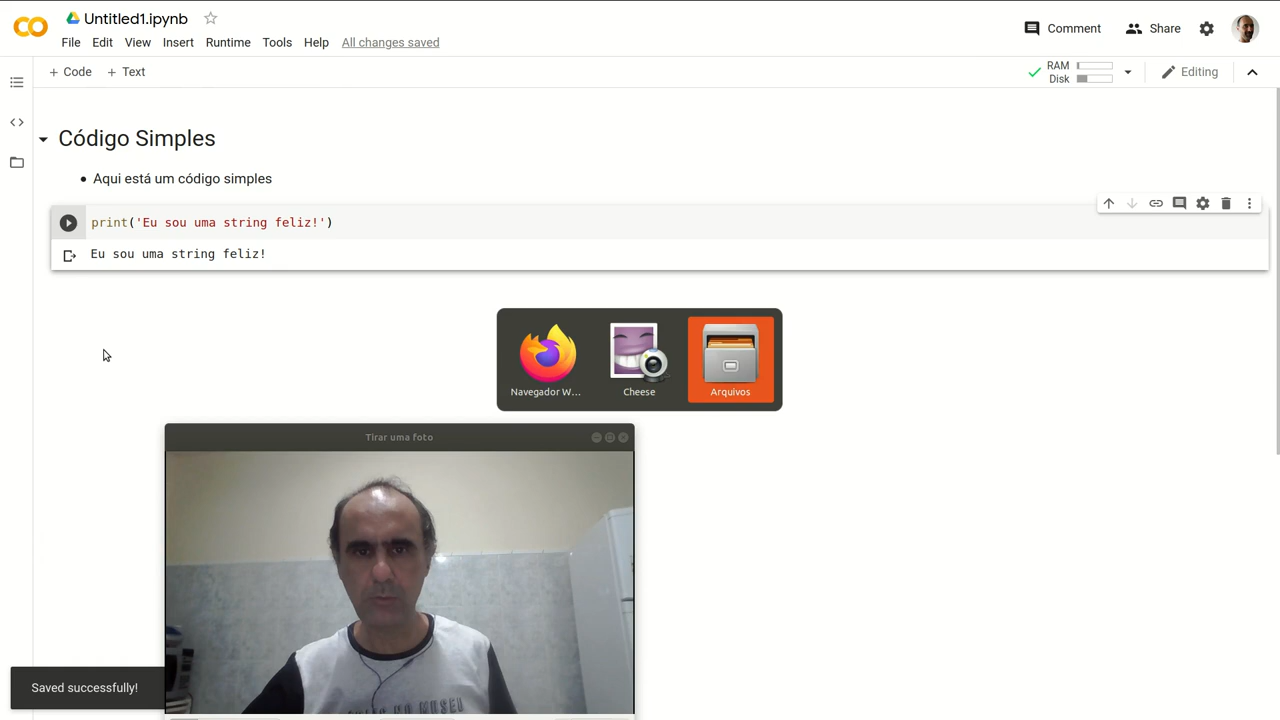 Untitled1.ipynb
Comment
Share
File Edit View Insert Runtime Tools Help All changes saved
+ Code + Text
RAM
Disk
Editing
Código Simples
• Aqui está um código simples
print('Eu sou uma string feliz!')
Eu sou uma string feliz!
Navegador W... Cheese Arquivos
Tirar uma foto
Saved successfully!